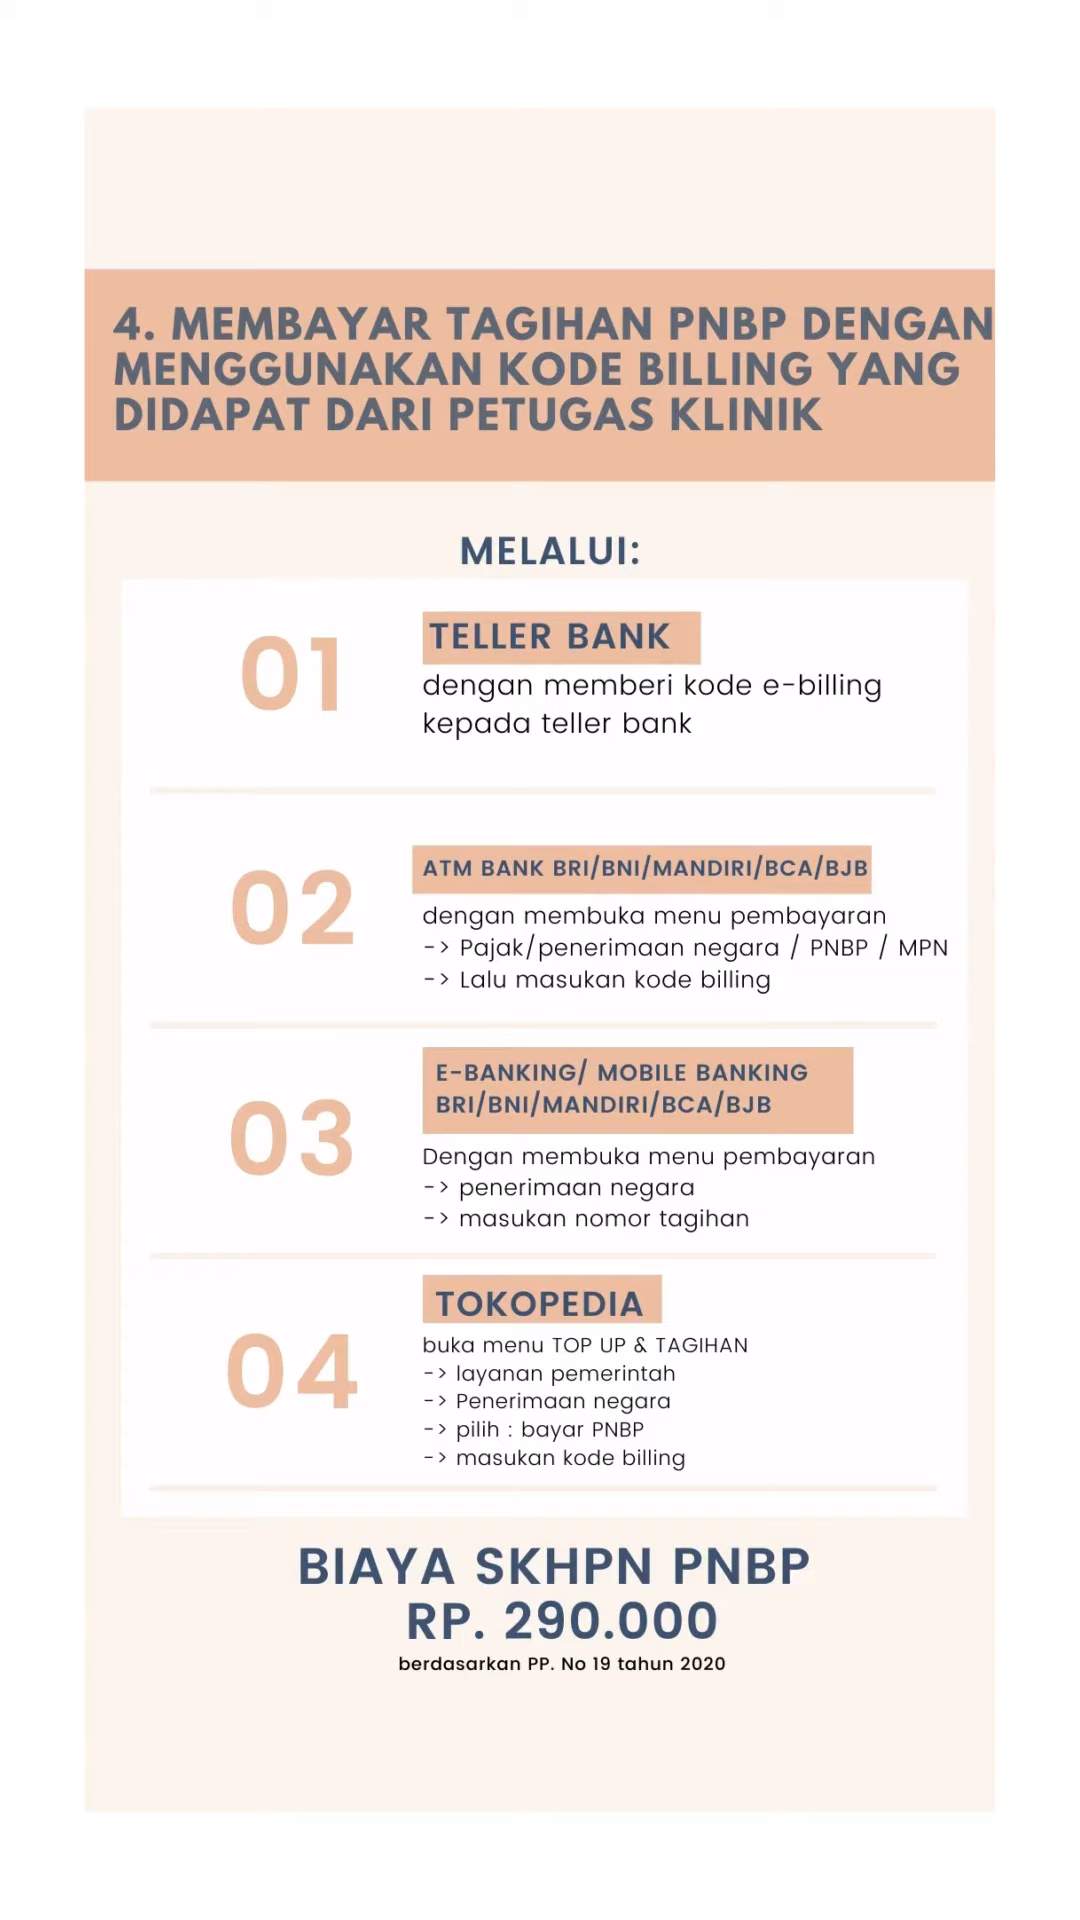 4. MEMBAYAR TAGIHAN PNBP DENGAN
MENGGUNAKAN KODE BILLING YANG
DIDAPAT DARI PETUGAS KLINIK
MELALUI:
01
TELLER BANK
dengan memberi kode e-billing
kepada teller bank
02
ATM BANK BRI/BNI/MANDIRI/BCA/BJB
dengan membuka menu pembayaran
-> Pajak/penerimaan negara / PNBP / MPN
-> Lalu masukan kode billing
03
E-BANKING/ MOBILE BANKING
BRI/BNI/MANDIRI/BCA/BJB
Dengan membuka menu pembayaran
-> penerimaan negara
-> masukan nomor tagihan
04
TOKOPEDIA
buka menu TOP UP & TAGIHAN
-> layanan pemerintah
-> Penerimaan negara
-> pilih : bayar PNBP
-> masukan kode billing
BIAYA SKHPN PNBP
RP. 290.000
berdasarkan PP. No 19 tahun 2020